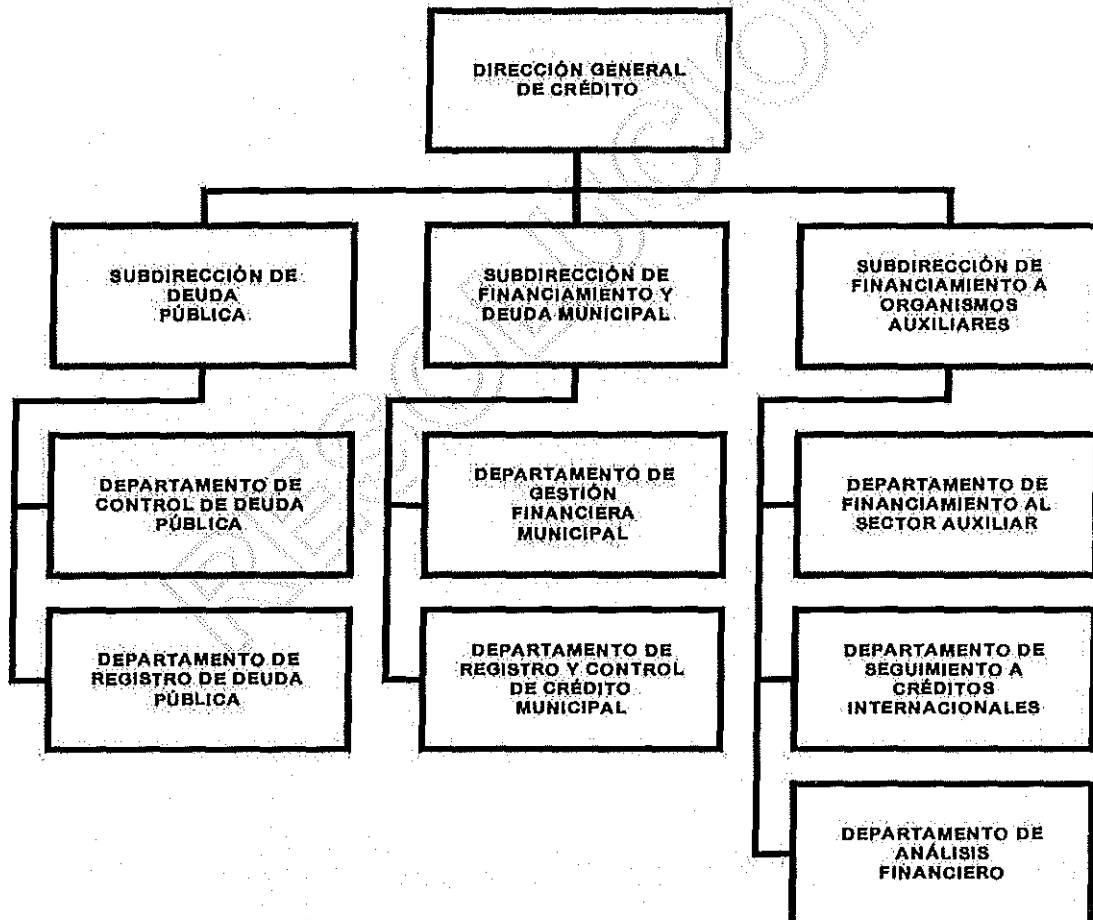 DIRECCIÓN GENERAL
DE CRÉDITO
SUBDIRECCIÓN DE
DEUDA
PÚBLICA
SUBDIRECCIÓN DE
FINANCIAMIENTO Y
DEUDA MUNICIPAL
SUBDIRECCIÓN DE
FINANCIAMIENTO A
ORGANISMOS
AUXILIARES
DEPARTAMENTO DE
CONTROL DE DEUDA
PÚBLICA
DEPARTAMENTO DE
GESTIÓN
FINANCIERA
MUNICIPAL
DEPARTAMENTO DE
FINANCIAMIENTO AL
SECTOR AUXILIAR
DEPARTAMENTO DE
REGISTRO DE DEUDA
PÚBLICA
DEPARTAMENTO DE
REGISTRO Y CONTROL
DE CRÉDITO
MUNICIPAL
DEPARTAMENTO DE
SEGUIMIENTO A
CRÉDITOS
INTERNACIONALES
DEPARTAMENTO DE
ANÁLISIS
FINANCIERO